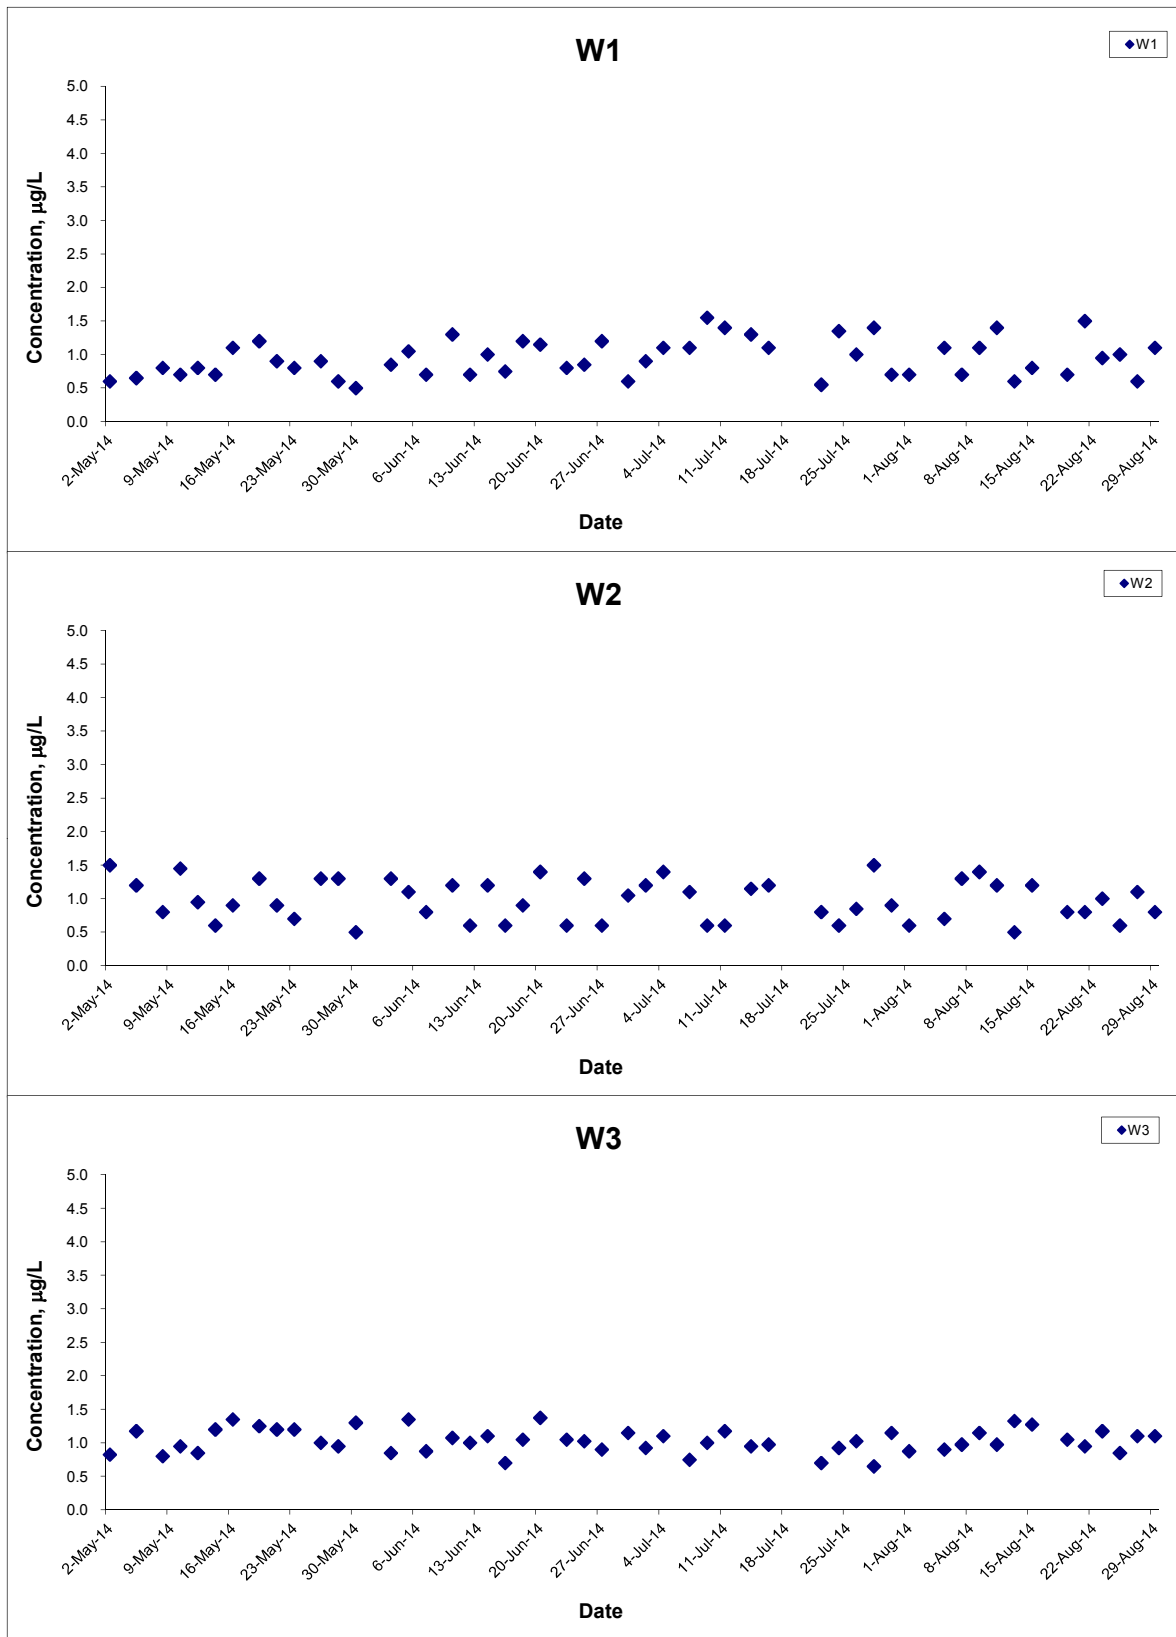 W1
W1
5.0
4.5
4.0
3.5
3.0
2.5
2.0
1.5
1.0
0.5
0.0
Concentration, µg/L
2-May-14 9-May-14 16-May-14 23-May-14 30-May-14 6-Jun-14 13-Jun-14 20-Jun-14 27-Jun-14 4-Jul-14 11-Jul-14 18-Jul-14 25-Jul-14 1-Aug-14 8-Aug-14 15-Aug-14 22-Aug-14 29-Aug-14
Date
W2
W2
5.0
4.5
4.0
3.5
3.0
2.5
2.0
1.5
1.0
0.5
0.0
Concentration, µg/L
2-May-14 9-May-14 16-May-14 23-May-14 30-May-14 6-Jun-14 13-Jun-14 20-Jun-14 27-Jun-14 4-Jul-14 11-Jul-14 18-Jul-14 25-Jul-14 1-Aug-14 8-Aug-14 15-Aug-14 22-Aug-14 29-Aug-14
Date
W3
W3
5.0
4.5
4.0
3.5
3.0
2.5
2.0
1.5
1.0
0.5
0.0
Concentration, µg/L
2-May-14 9-May-14 16-May-14 23-May-14 30-May-14 6-Jun-14 13-Jun-14 20-Jun-14 27-Jun-14 4-Jul-14 11-Jul-14 18-Jul-14 25-Jul-14 1-Aug-14 8-Aug-14 15-Aug-14 22-Aug-14 29-Aug-14
Date